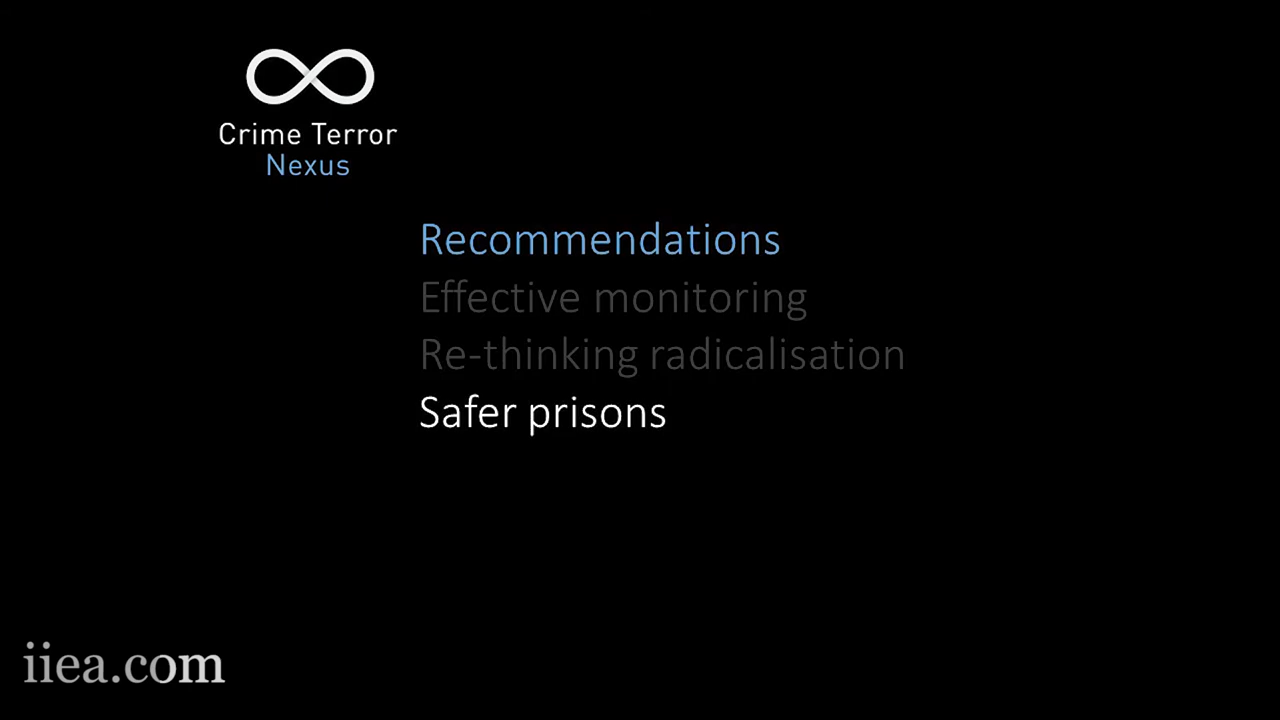 Crime Terror
Nexus
Recommendations
Effective monitoring
Re-thinking radicalisation
Safer prisons
iiea.com